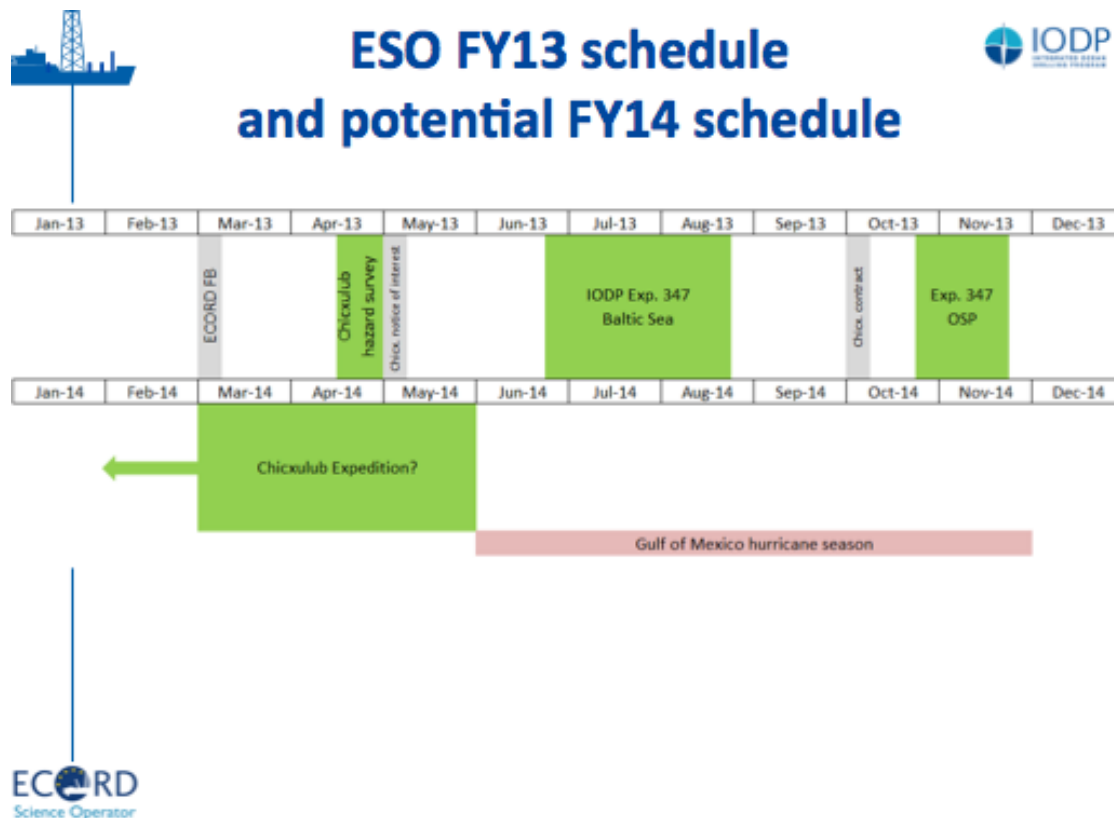 ESO FY13 schedule
and potential FY14 schedule
IODP
INTEGRATED OCEAN
DRILLING PROGRAM
Jan-13 Feb-13 Mar-13 Apr-13 May-13 Jun-13 Jul-13 Aug-13 Sep-13 Oct-13 Nov-13 Dec-13
ECORD FB
Chicxulub
hazard survey
Chicx. notice of interest
IODP Exp. 347
Baltic Sea
Chicx. contract
Exp. 347
OSP
Jan-14 Feb-14 Mar-14 Apr-14 May-14 Jun-14 Jul-14 Aug-14 Sep-14 Oct-14 Nov-14 Dec-14
Chicxulub Expedition?
Gulf of Mexico hurricane season
ECORD
Science Operator